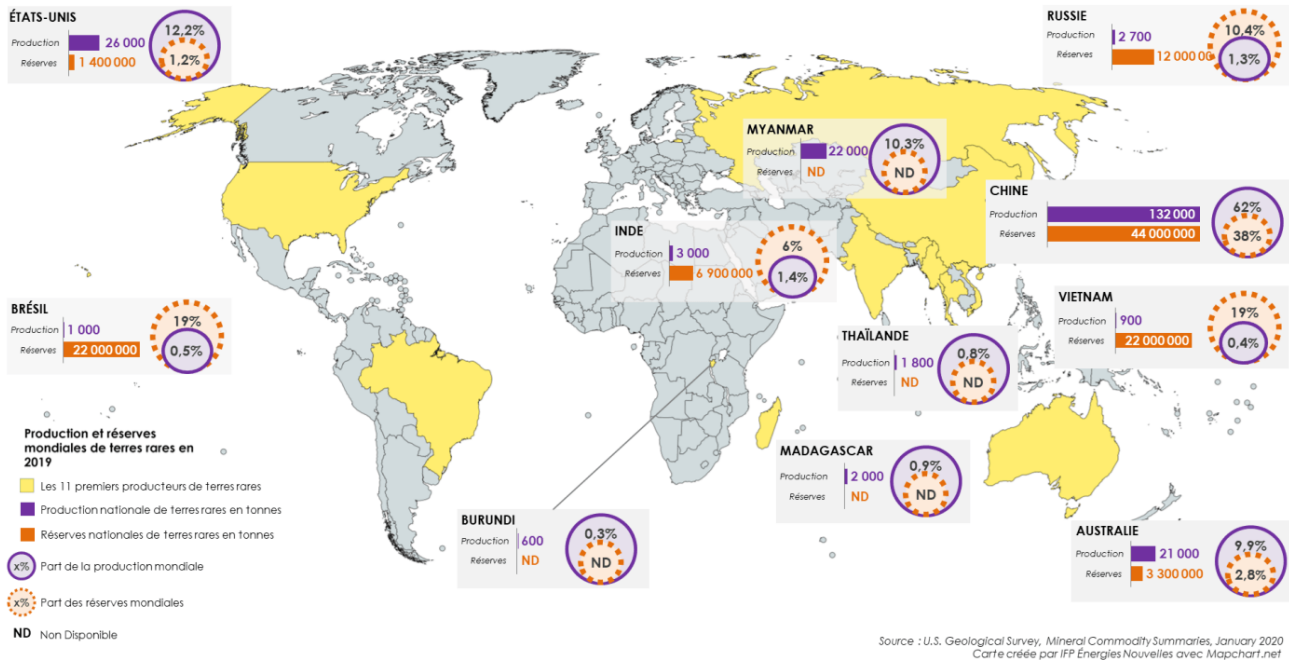 ÉTATS-UNIS
Production 26 000
Réserves 1 400 000
12,2%
1,2%
RUSSIE
Production 2 700
Réserves 12 000 00
10,4%
1,3%
MYANMAR
Production 22 000
Réserves ND
10,3%
ND
CHINE
Production 132 000
Réserves 44 000 000
62%
38%
INDE
Production 3 000
Réserves 6 900 000
6%
1,4%
BRÉSIL
Production 1 000
Réserves 22 000 000
19%
0,5%
VIETNAM
Production 900
Réserves 22 000 000
19%
0,4%
THAÏLANDE
Production 1 800
Réserves ND
0,8%
ND
MADAGASCAR
Production 2 000
Réserves ND
0,9%
ND
BURUNDI
Production 600
Réserves ND
0,3%
ND
AUSTRALIE
Production 21 000
Réserves 3 300 000
9,9%
2,8%
Production et réserves
mondiales de terres rares en
2019
Les 11 premiers producteurs de terres rares
Production nationale de terres rares en tonnes
Réserves nationales de terres rares en tonnes
x% Part de la production mondiale
x% Part des réserves mondiales
ND Non Disponible
Source : U.S. Geological Survey, Mineral Commodity Summaries, January 2020
Carte créée par IFP Énergies Nouvelles avec Mapchart.net